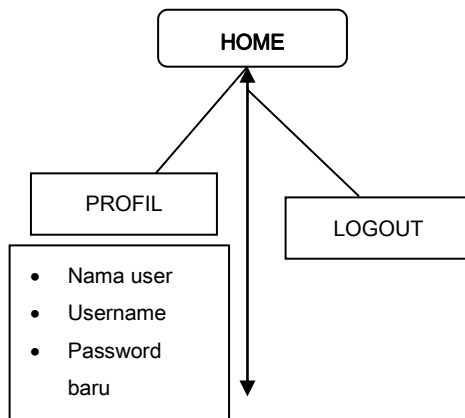 HOME
PROFIL
LOGOUT
• Nama user
• Username
• Password
baru